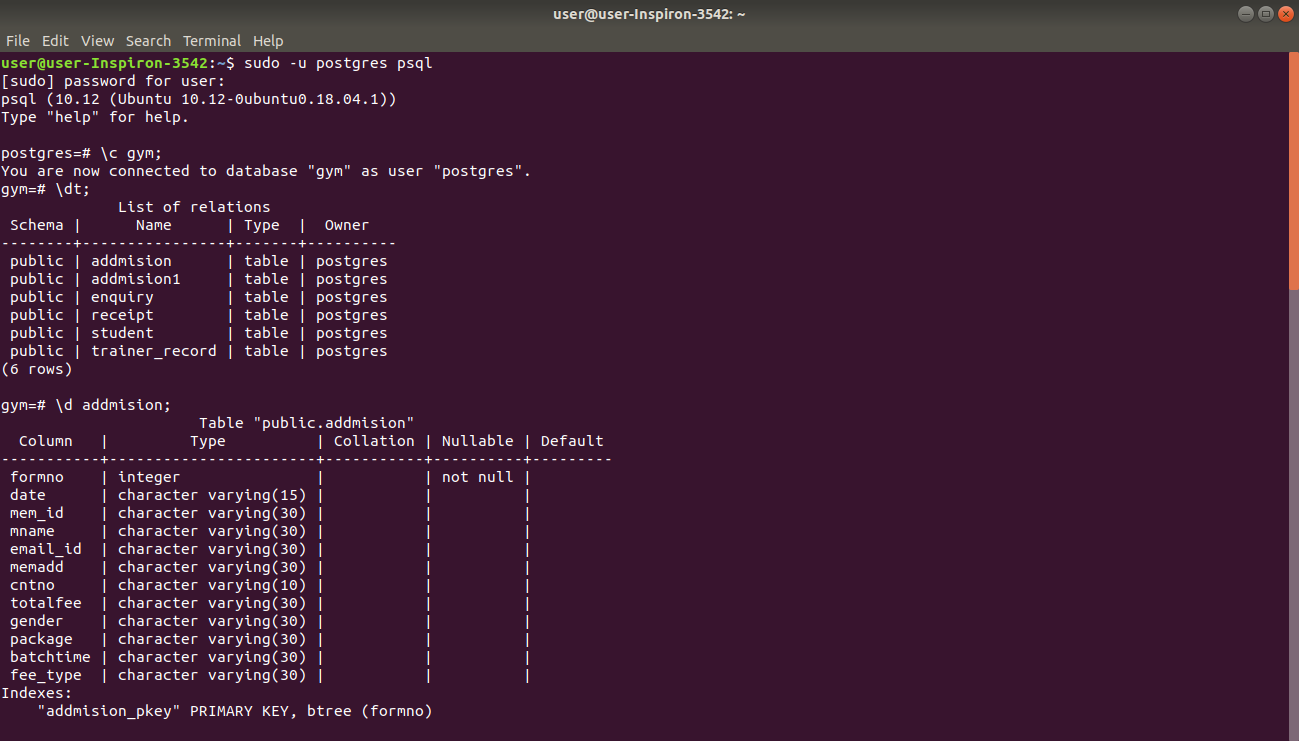 user@user-Inspiron-3542: ~
File Edit View Search Terminal Help
user@user-Inspiron-3542:~$ sudo -u postgres psql
[sudo] password for user:
psql (10.12 (Ubuntu 10.12-0ubuntu0.18.04.1))
Type "help" for help.

postgres=# \c gym;
You are now connected to database "gym" as user "postgres".
gym=# \dt;
             List of relations
 Schema |      Name      | Type  |  Owner
--------+----------------+-------+----------
 public | addmision      | table | postgres
 public | addmision1     | table | postgres
 public | enquiry        | table | postgres
 public | receipt        | table | postgres
 public | student        | table | postgres
 public | trainer_record | table | postgres
(6 rows)

gym=# \d addmision;
                      Table "public.addmision"
  Column   |         Type          | Collation | Nullable | Default
-----------+-----------------------+-----------+----------+---------
 formno    | integer               |           | not null |
 date      | character varying(15) |           |          |
 mem_id    | character varying(30) |           |          |
 mname     | character varying(30) |           |          |
 email_id  | character varying(30) |           |          |
 memadd    | character varying(30) |           |          |
 cntno     | character varying(10) |           |          |
 totalfee  | character varying(30) |           |          |
 gender    | character varying(30) |           |          |
 package   | character varying(30) |           |          |
 batchtime | character varying(30) |           |          |
 fee_type  | character varying(30) |           |          |
Indexes:
    "addmision_pkey" PRIMARY KEY, btree (formno)